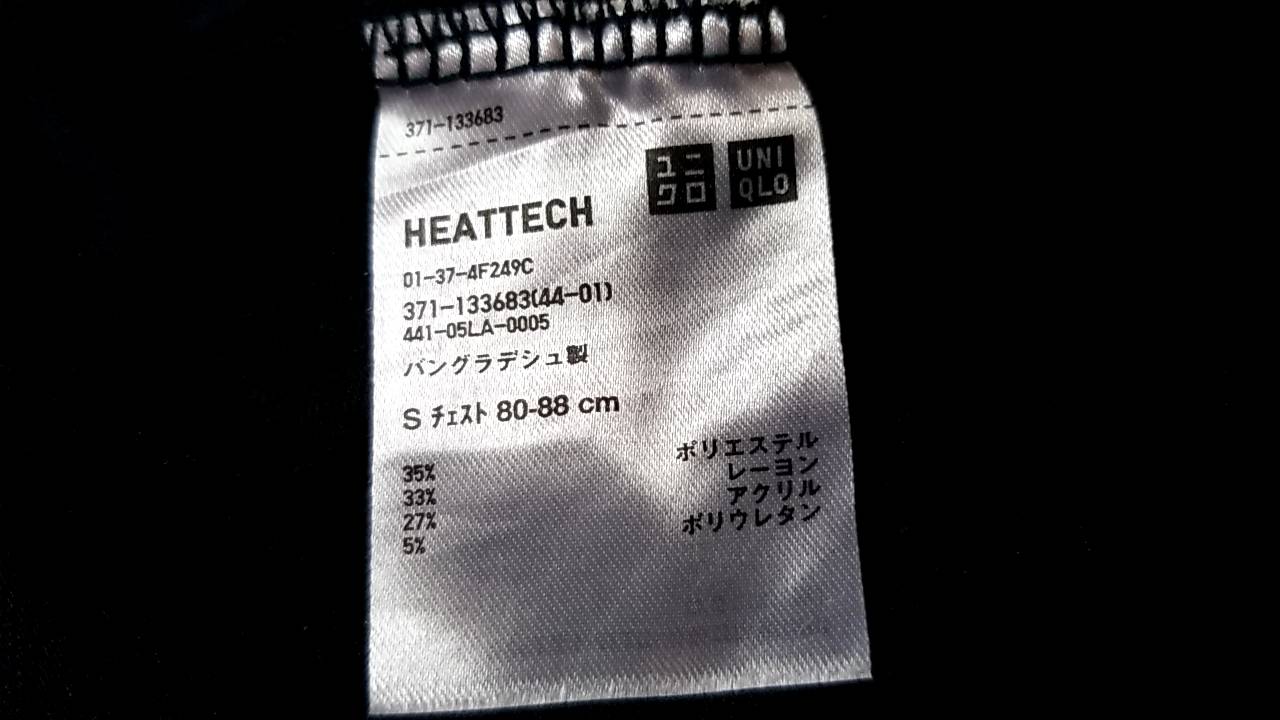 371-133683
ユニ
クロ
UNI
QLO
HEATTECH
01-37-4F249C
371-133683(44-01)
441-05LA-0005
バングラデシュ製
S チェスト 80-88 cm
35% ポリエステル
33% レーヨン
27% アクリル
5% ポリウレタン